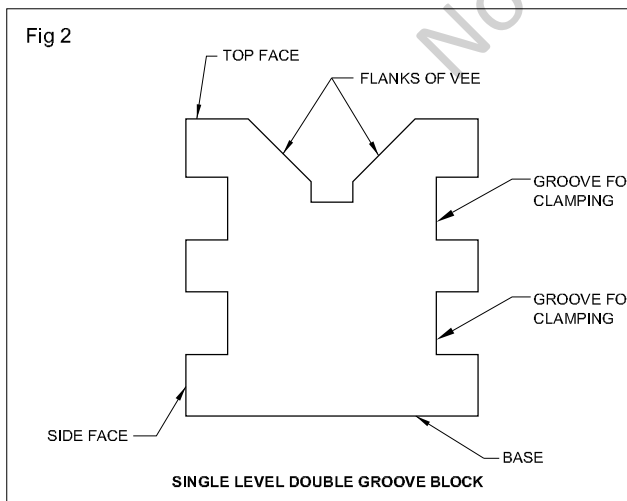 Fig 2
TOP FACE
FLANKS OF VEE
GROOVE FO
CLAMPING
GROOVE FO
CLAMPING
SIDE FACE
BASE
SINGLE LEVEL DOUBLE GROOVE BLOCK
No